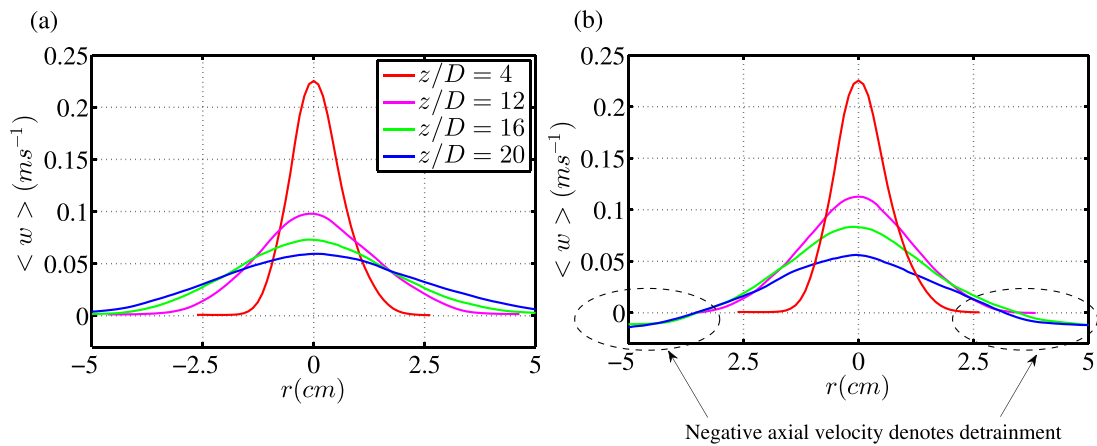 (a)
(b)
0.25
0.2
0.15
0.1
0.05
0
< w > (ms⁻¹)
−5
−2.5
0
2.5
5
r(cm)
z/D = 4
z/D = 12
z/D = 16
z/D = 20
0.25
0.2
0.15
0.1
0.05
0
< w > (ms⁻¹)
−5
2.5
0
2.5
5
r(cm)
Negative axial velocity denotes detrainment